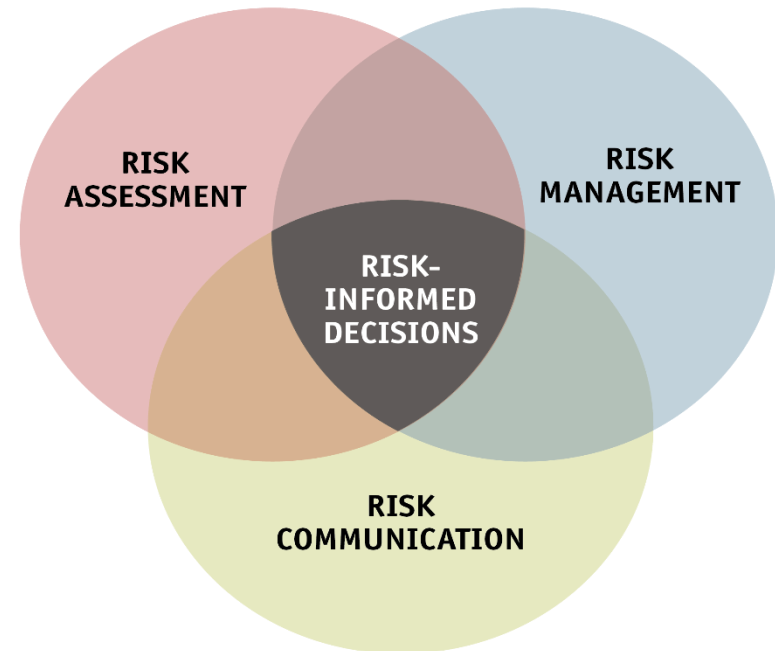 RISK
ASSESSMENT
RISK
MANAGEMENT
RISK-
INFORMED
DECISIONS
RISK
COMMUNICATION